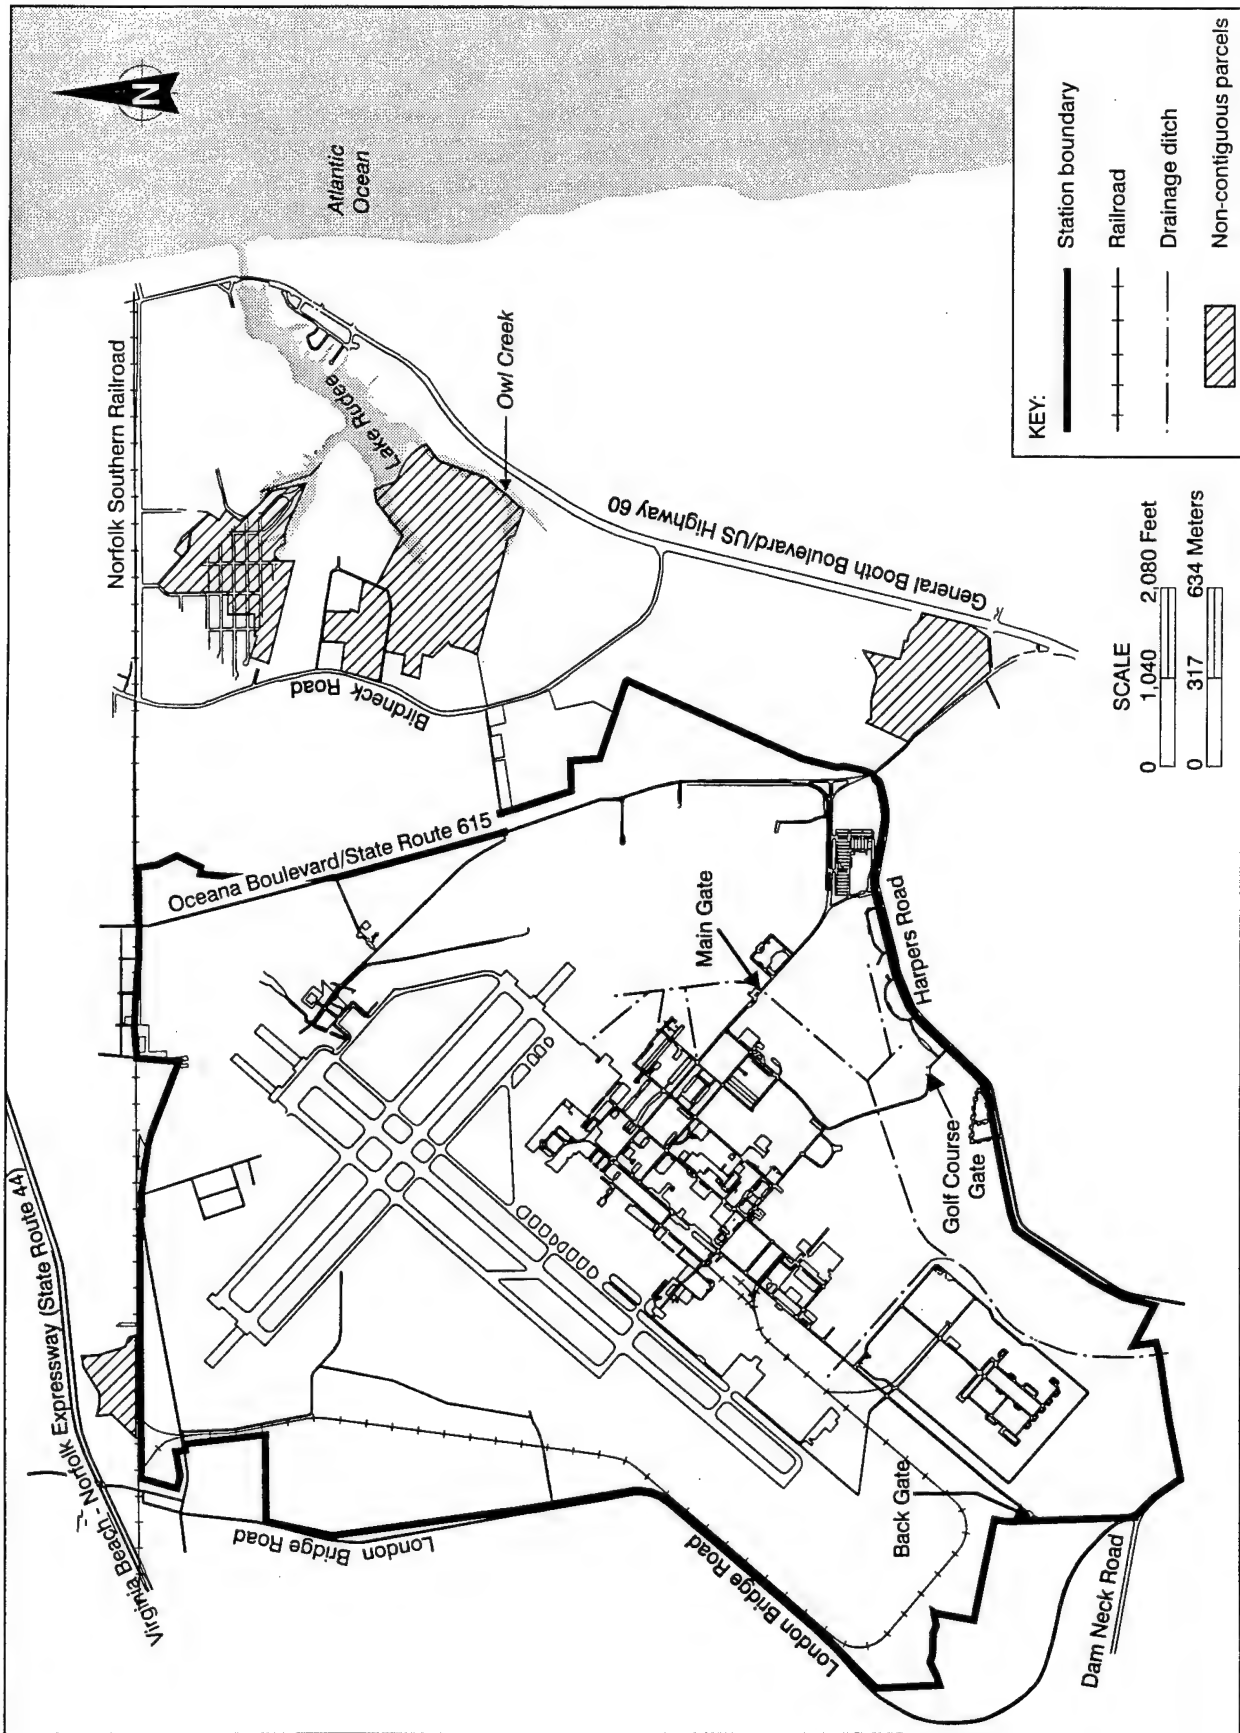 N
Atlantic
Ocean
Norfolk Southern Railroad
Lake Rudee
Owl Creek
General Booth Boulevard/US Highway 60
Birdneck Road
Oceana Boulevard/State Route 615
Main Gate
Harpers Road
Golf Course
Gate
Virginia Beach - Norfolk Expressway (State Route 44)
London
Bridge Road
London Bridge Road
Back Gate
Dam Neck Road
SCALE
0 1,040 2,080 Feet
0 317 634 Meters
KEY:
Station boundary
Railroad
Drainage ditch
Non-contiguous parcels